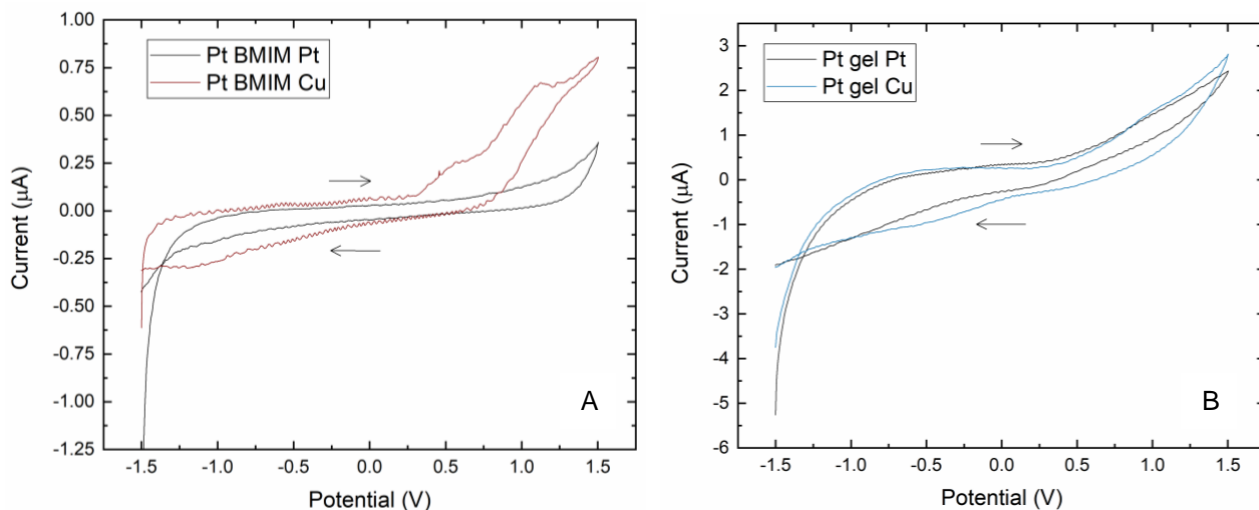 1.00
0.75
0.50
0.25
0.00
-0.25
-0.50
-0.75
-1.00
-1.25
Current (μA)
Pt BMIM Pt
Pt BMIM Cu
A
-1.5 -1.0 -0.5 0.0 0.5 1.0 1.5
Potential (V)
3
2
1
0
-1
-2
-3
-4
-5
-6
Current (μA)
Pt gel Pt
Pt gel Cu
B
-1.5 -1.0 -0.5 0.0 0.5 1.0 1.5
Potential (V)